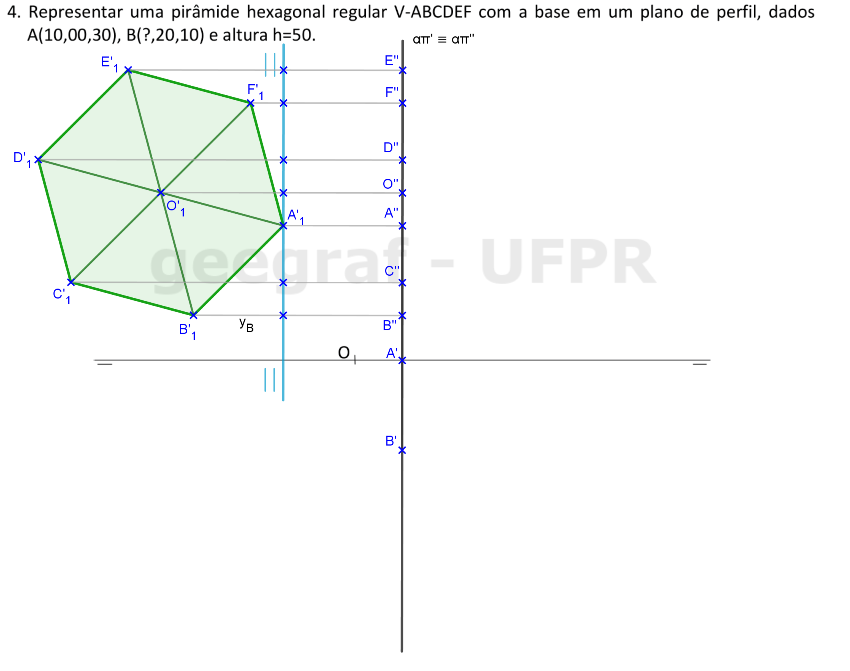 4. Representar uma pirâmide hexagonal regular V-ABCDEF com a base em um plano de perfil, dados
A(10,00,30), B(?,20,10) e altura h=50.
απ' ≡ απ''
E'₁
E''
F'₁
F''
D'₁
D''
O''
O'₁
A'₁
A''
geegraf - UFPR
C''
C'₁
B'₁
yB
B''
O
A'
B'